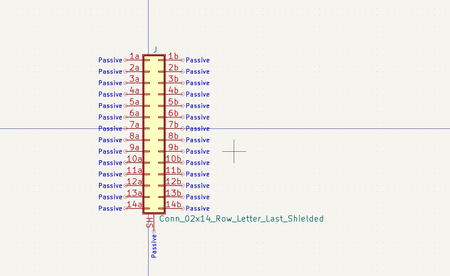 J
Passive 1a 1b Passive
Passive 2a 2b Passive
Passive 3a 3b Passive
Passive 4a 4b Passive
Passive 5a 5b Passive
Passive 6a 6b Passive
Passive 7a 7b Passive
Passive 8a 8b Passive
Passive 9a 9b Passive
Passive 10a 10b Passive
Passive 11a 11b Passive
Passive 12a 12b Passive
Passive 13a 13b Passive
Passive 14a 14b Passive
Conn_02x14_Row_Letter_Last_Shielded
SH
Passive